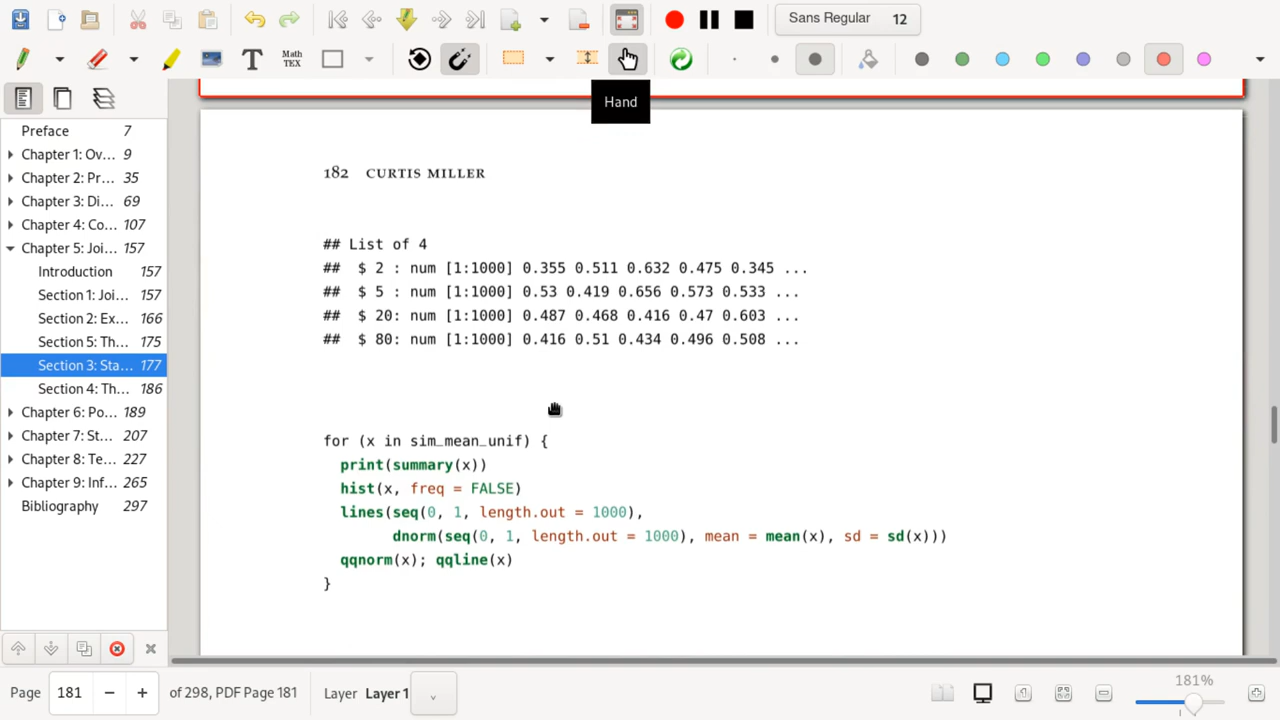 Sans Regular 12
Math
TEX
Hand
Preface 7
Chapter 1: Ov... 9
Chapter 2: Pr... 35
Chapter 3: Di... 69
Chapter 4: Co... 107
Chapter 5: Joi... 157
Introduction 157
Section 1: Joi... 157
Section 2: Ex... 166
Section 5: Th... 175
Section 3: Sta... 177
Section 4: Th... 186
Chapter 6: Po... 189
Chapter 7: St... 207
Chapter 8: Te... 227
Chapter 9: Inf... 265
Bibliography 297
182 CURTIS MILLER
## List of 4
## $ 2 : num [1:1000] 0.355 0.511 0.632 0.475 0.345 ...
## $ 5 : num [1:1000] 0.53 0.419 0.656 0.573 0.533 ...
## $ 20: num [1:1000] 0.487 0.468 0.416 0.47 0.603 ...
## $ 80: num [1:1000] 0.416 0.51 0.434 0.496 0.508 ...
for (x in sim_mean_unif) {
print(summary(x))
hist(x, freq = FALSE)
lines(seq(0, 1, length.out = 1000),
dnorm(seq(0, 1, length.out = 1000), mean = mean(x), sd = sd(x)))
qqnorm(x); qqline(x)
}
Page 181 of 298, PDF Page 181 Layer Layer 1
181%